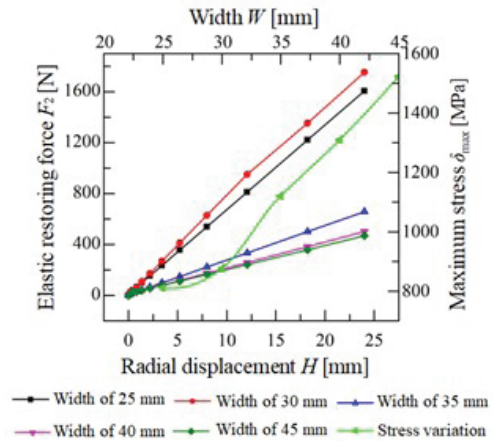 Width W [mm]
20 25 30 35 40 45
Elastic restoring force F₂ [N]
1600
1200
800
400
0
1600
1400
1200
1000
800
Maximum stress δmax [MPa]
0 5 10 15 20 25
Radial displacement H [mm]
Width of 25 mm Width of 30 mm Width of 35 mm
Width of 40 mm Width of 45 mm Stress variation